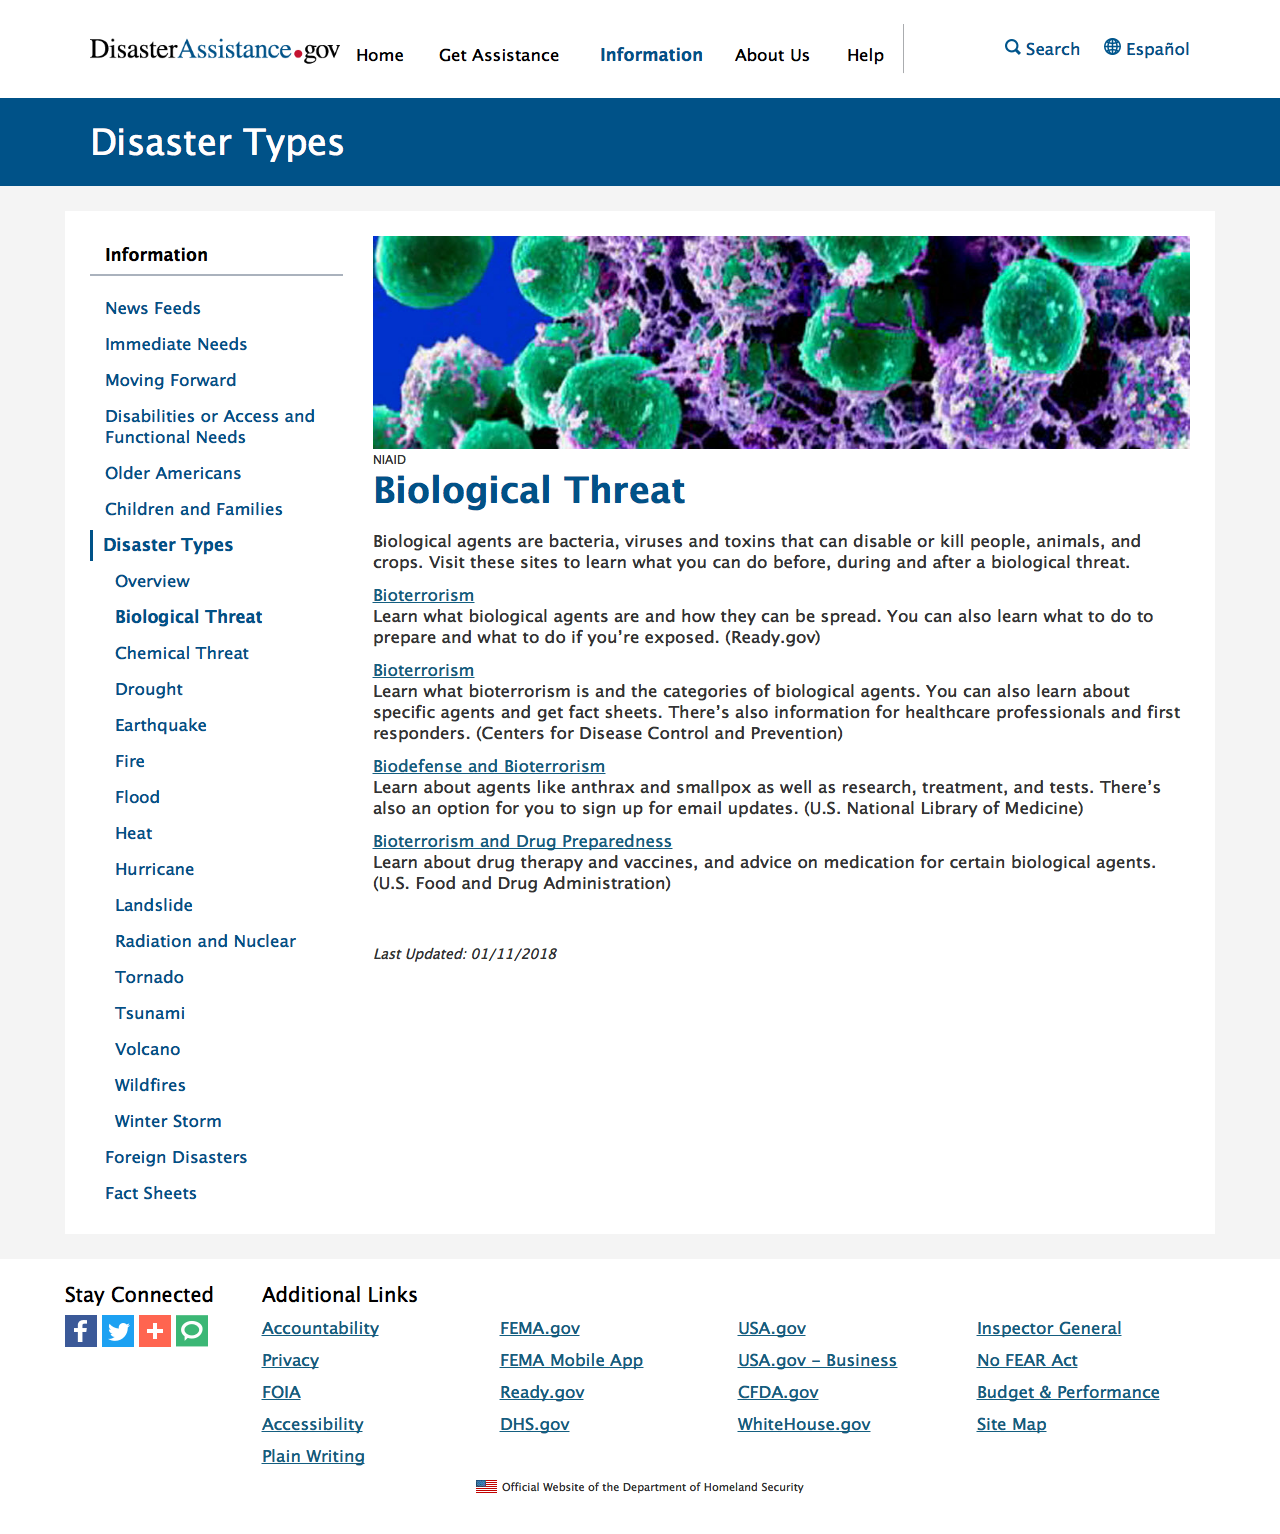 DisasterAssistance.gov
Home
Get Assistance
Information
About Us
Help
Search
Español
Disaster Types
Information
News Feeds
Immediate Needs
Moving Forward
Disabilities or Access and
Functional Needs
Older Americans
Children and Families
Disaster Types
Overview
Biological Threat
Chemical Threat
Drought
Earthquake
Fire
Flood
Heat
Hurricane
Landslide
Radiation and Nuclear
Tornado
Tsunami
Volcano
Wildfires
Winter Storm
Foreign Disasters
Fact Sheets
NIAID
Biological Threat
Biological agents are bacteria, viruses and toxins that can disable or kill people, animals, and
crops. Visit these sites to learn what you can do before, during and after a biological threat.
Bioterrorism
Learn what biological agents are and how they can be spread. You can also learn what to do to
prepare and what to do if you’re exposed. (Ready.gov)
Bioterrorism
Learn what bioterrorism is and the categories of biological agents. You can also learn about
specific agents and get fact sheets. There’s also information for healthcare professionals and first
responders. (Centers for Disease Control and Prevention)
Biodefense and Bioterrorism
Learn about agents like anthrax and smallpox as well as research, treatment, and tests. There’s
also an option for you to sign up for email updates. (U.S. National Library of Medicine)
Bioterrorism and Drug Preparedness
Learn about drug therapy and vaccines, and advice on medication for certain biological agents.
(U.S. Food and Drug Administration)
Last Updated: 01/11/2018
Stay Connected
Additional Links
Accountability
Privacy
FOIA
Accessibility
Plain Writing
FEMA.gov
FEMA Mobile App
Ready.gov
DHS.gov
USA.gov
USA.gov – Business
CFDA.gov
WhiteHouse.gov
Inspector General
No FEAR Act
Budget & Performance
Site Map
Official Website of the Department of Homeland Security